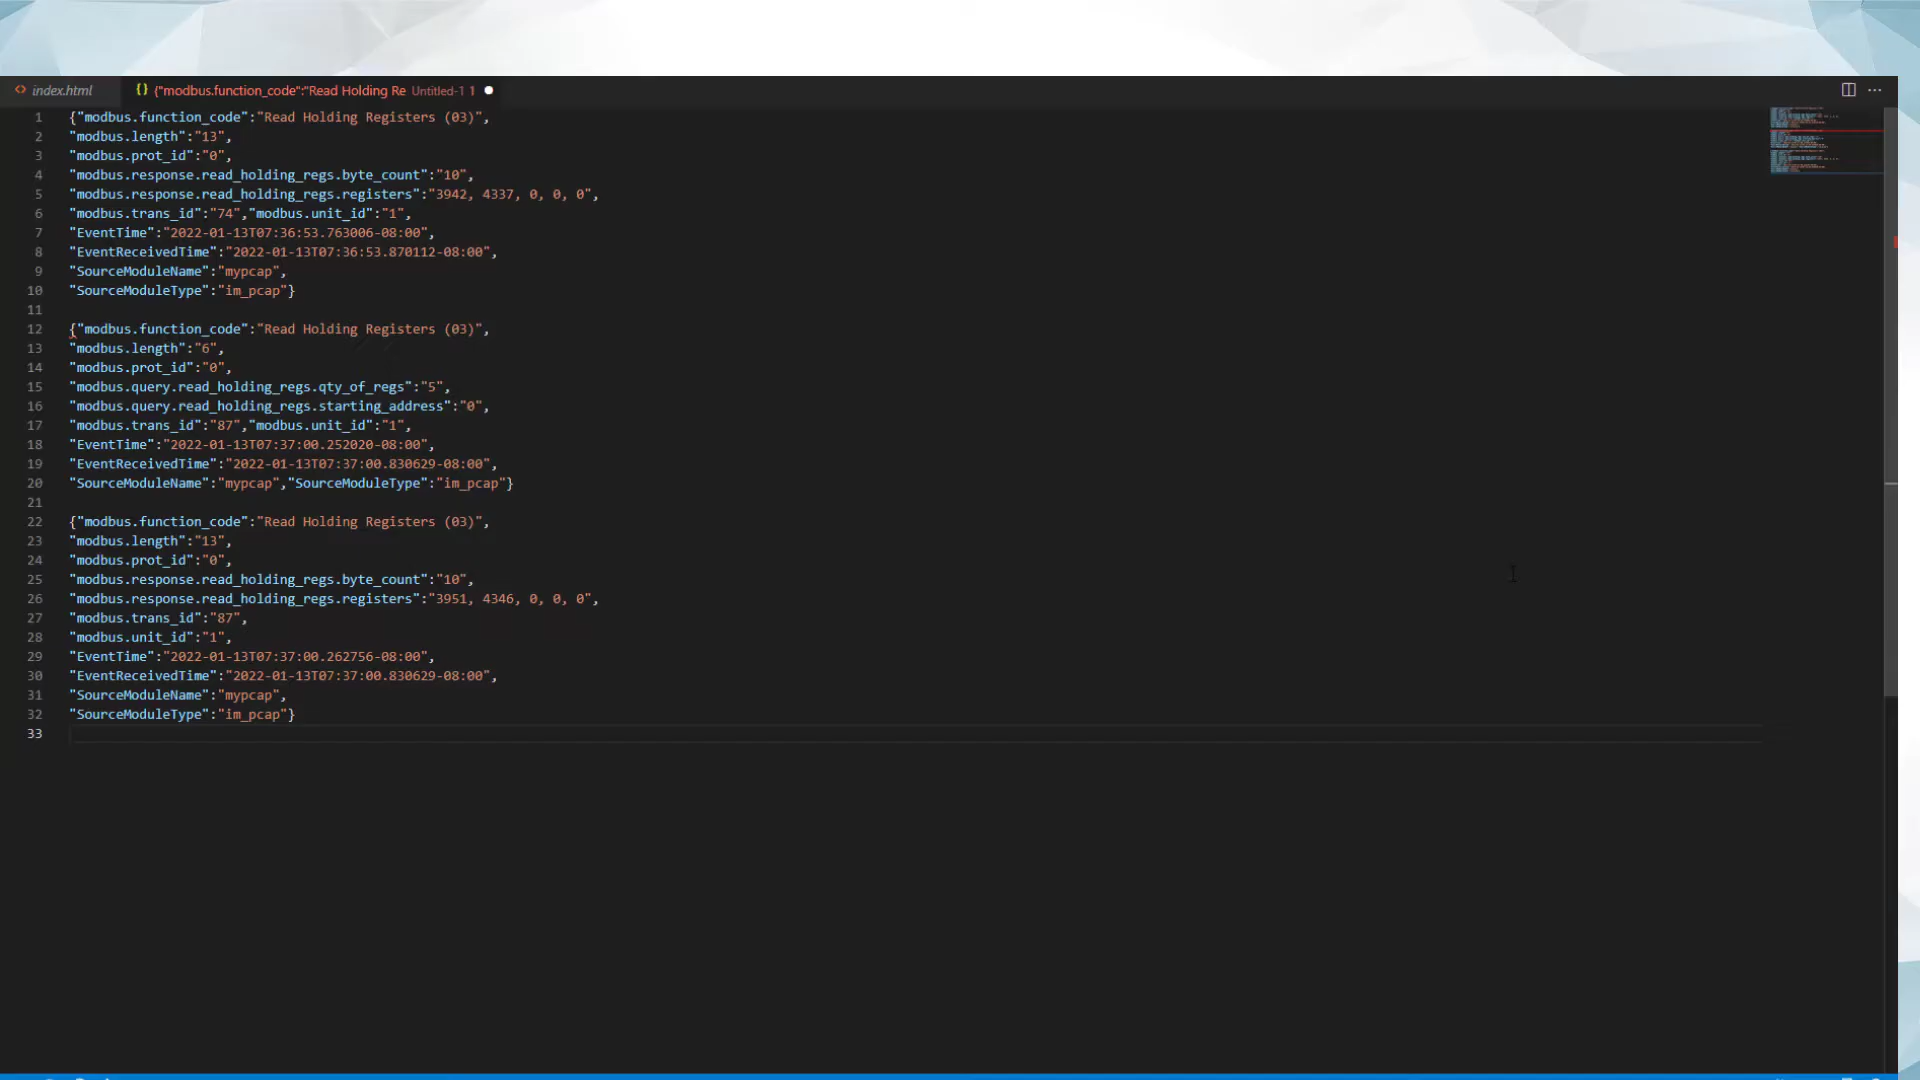 index.html
{"modbus.function_code":"Read Holding Re Untitled-1 1
1 {"modbus.function_code":"Read Holding Registers (03)",
2 "modbus.length":"13",
3 "modbus.prot_id":"0",
4 "modbus.response.read_holding_regs.byte_count":"10",
5 "modbus.response.read_holding_regs.registers":"3942, 4337, 0, 0, 0",
6 "modbus.trans_id":"74","modbus.unit_id":"1",
7 "EventTime":"2022-01-13T07:36:53.763006-08:00",
8 "EventReceivedTime":"2022-01-13T07:36:53.870112-08:00",
9 "SourceModuleName":"mypcap",
10 "SourceModuleType":"im_pcap"}
11
12 {"modbus.function_code":"Read Holding Registers (03)",
13 "modbus.length":"6",
14 "modbus.prot_id":"0",
15 "modbus.query.read_holding_regs.qty_of_regs":"5",
16 "modbus.query.read_holding_regs.starting_address":"0",
17 "modbus.trans_id":"87","modbus.unit_id":"1",
18 "EventTime":"2022-01-13T07:37:00.252020-08:00",
19 "EventReceivedTime":"2022-01-13T07:37:00.830629-08:00",
20 "SourceModuleName":"mypcap","SourceModuleType":"im_pcap"}
21
22 {"modbus.function_code":"Read Holding Registers (03)",
23 "modbus.length":"13",
24 "modbus.prot_id":"0",
25 "modbus.response.read_holding_regs.byte_count":"10",
26 "modbus.response.read_holding_regs.registers":"3951, 4346, 0, 0, 0",
27 "modbus.trans_id":"87",
28 "modbus.unit_id":"1",
29 "EventTime":"2022-01-13T07:37:00.262756-08:00",
30 "EventReceivedTime":"2022-01-13T07:37:00.830629-08:00",
31 "SourceModuleName":"mypcap",
32 "SourceModuleType":"im_pcap"}
33